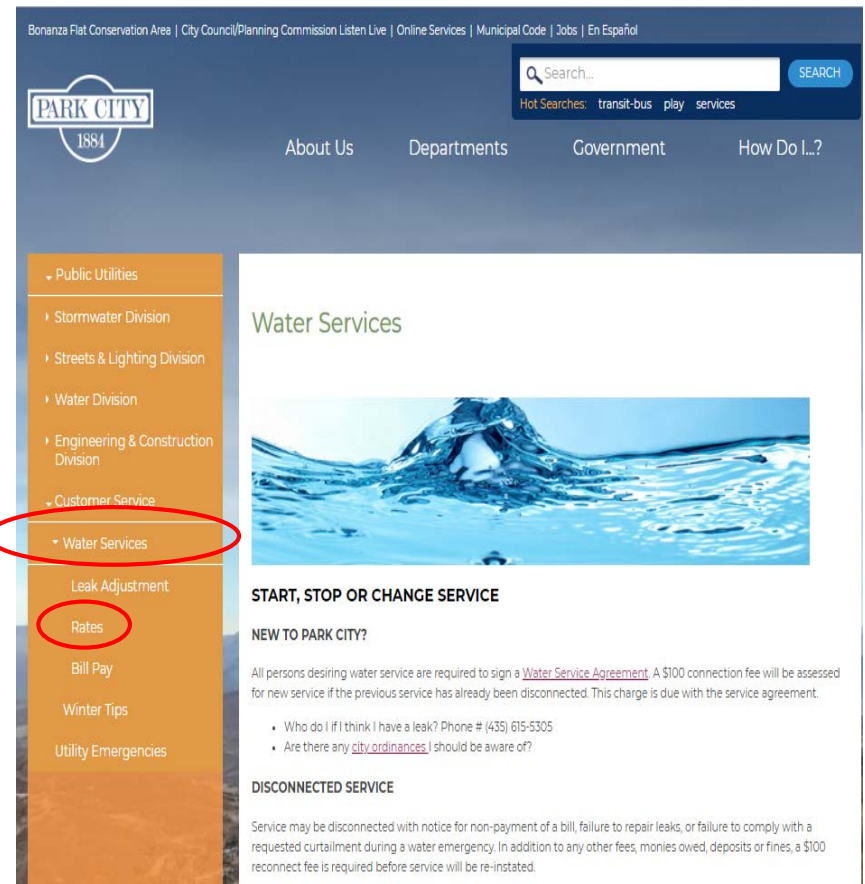 Bonanza Flat Conservation Area | City Council/Planning Commission Listen Live | Online Services | Municipal Code | Jobs | En Español
Search...
SEARCH
Hot Searches: transit-bus play services
PARK CITY
1884
About Us Departments Government How Do I...?
Public Utilities
Stormwater Division
Streets & Lighting Division
Water Division
Engineering & Construction
Division
Customer Service
Water Services
Leak Adjustment
Rates
Bill Pay
Winter Tips
Utility Emergencies
Water Services
START, STOP OR CHANGE SERVICE
NEW TO PARK CITY?
All persons desiring water service are required to sign a Water Service Agreement. A $100 connection fee will be assessed
for new service if the previous service has already been disconnected. This charge is due with the service agreement.
• Who do I if I think I have a leak? Phone # (435) 615-5305
• Are there any city ordinances I should be aware of?
DISCONNECTED SERVICE
Service may be disconnected with notice for non-payment of a bill, failure to repair leaks, or failure to comply with a
requested curtailment during a water emergency. In addition to any other fees, monies owed, deposits or fines, a $100
reconnect fee is required before service will be re-instated.